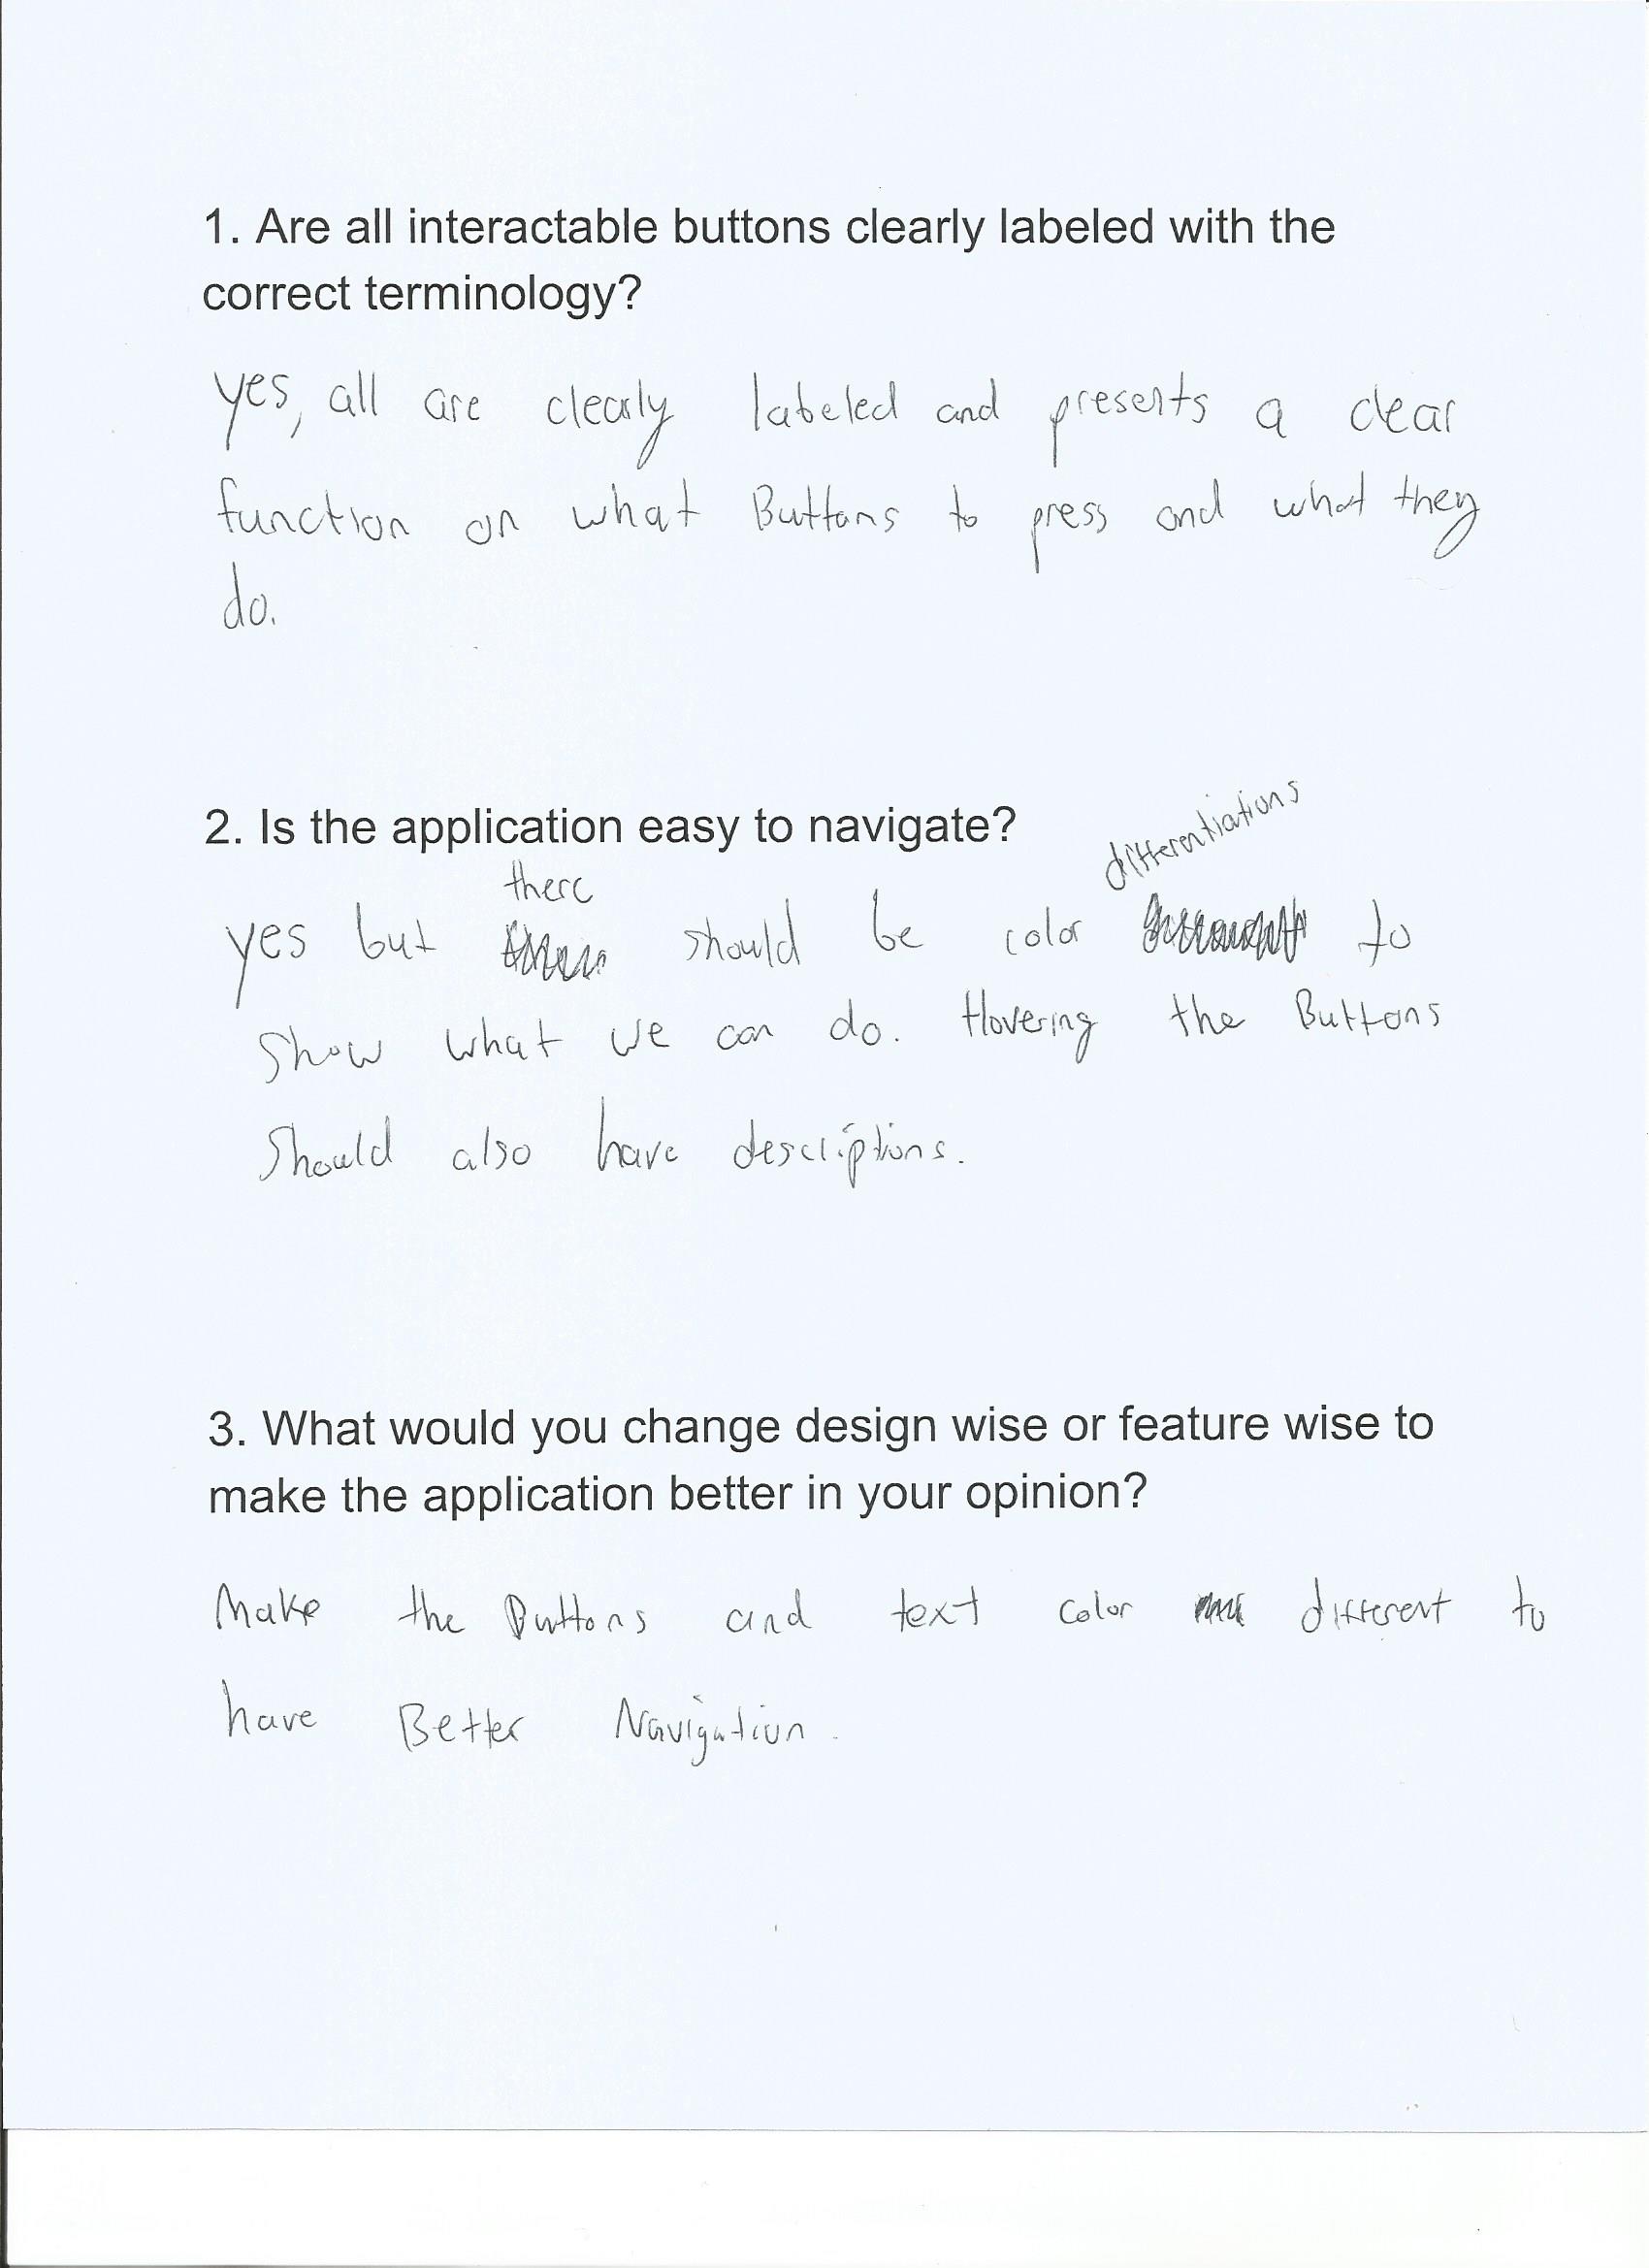 1. Are all interactable buttons clearly labeled with the
correct terminology?
yes, all are clearly labeled and presents a clear
function on what Buttons to press and what they
do.
2. Is the application easy to navigate?
differentiations
there
yes but should be color to
Show what we can do. Hovering the Buttons
Should also have descriptions.
3. What would you change design wise or feature wise to
make the application better in your opinion?
Make the Buttons and text color different to
have Better Navigation.